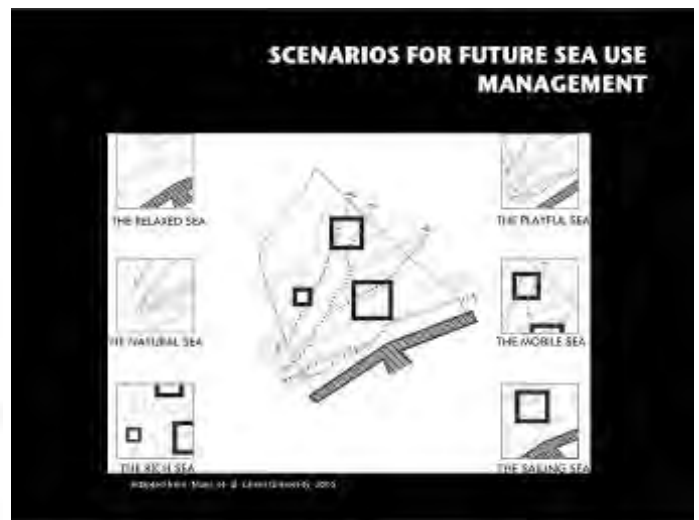 SCENARIOS FOR FUTURE SEA USE
MANAGEMENT
THE RELAXED SEA
THE PLAYFUL SEA
THE NATURAL SEA
THE MOBILE SEA
THE RICH SEA
THE SAILING SEA